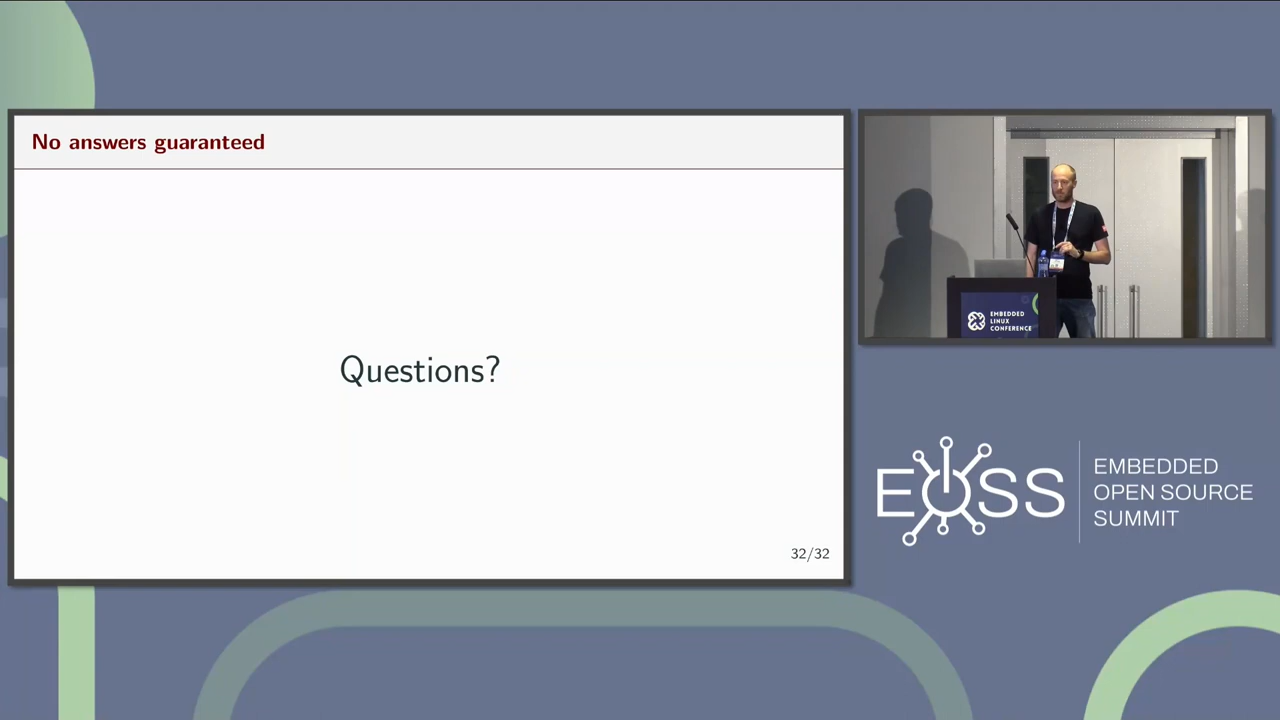 No answers guaranteed
Questions?
32/32
EMBEDDED
LINUX
CONFERENCE
EOSS
EMBEDDED
OPEN SOURCE
SUMMIT